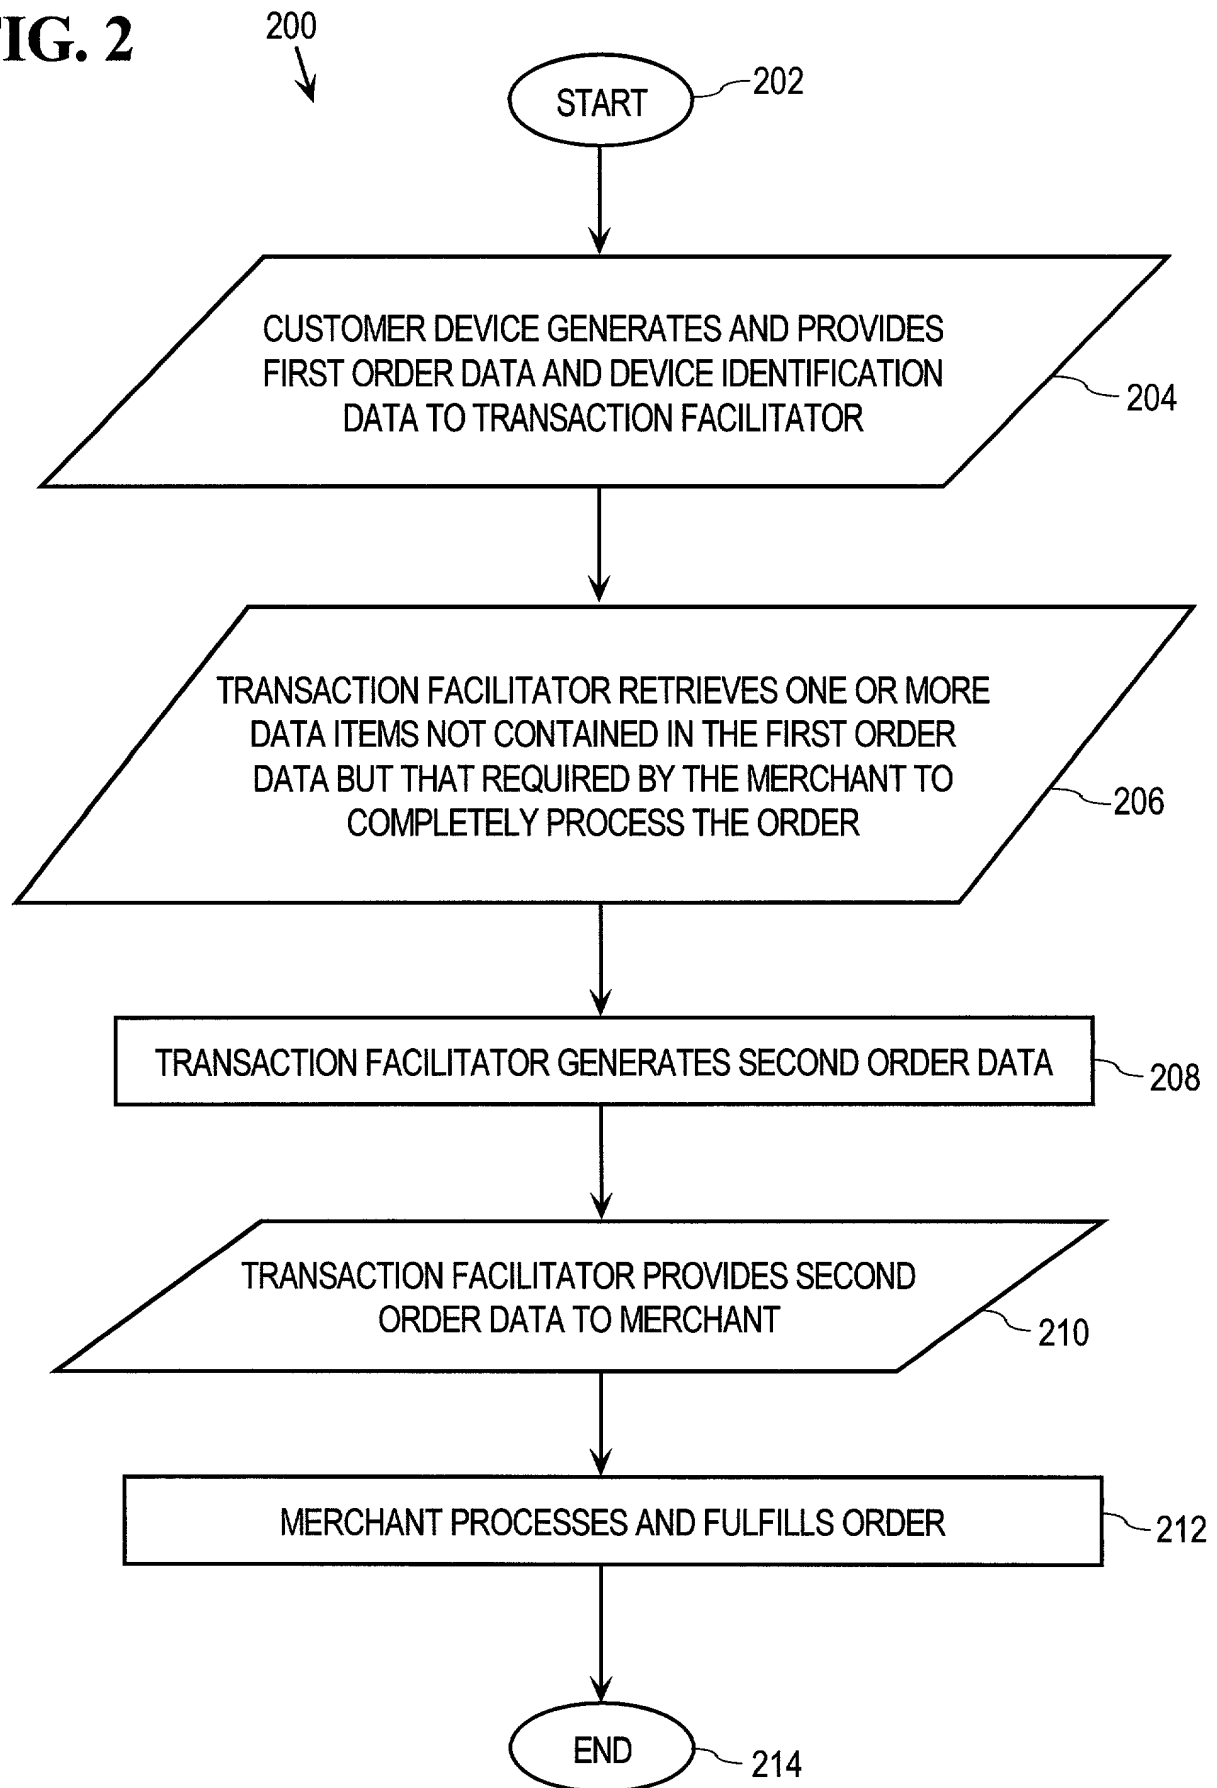 FIG. 2
200
START
202
CUSTOMER DEVICE GENERATES AND PROVIDES
FIRST ORDER DATA AND DEVICE IDENTIFICATION
DATA TO TRANSACTION FACILITATOR
204
TRANSACTION FACILITATOR RETRIEVES ONE OR MORE
DATA ITEMS NOT CONTAINED IN THE FIRST ORDER
DATA BUT THAT REQUIRED BY THE MERCHANT TO
COMPLETELY PROCESS THE ORDER
206
TRANSACTION FACILITATOR GENERATES SECOND ORDER DATA
208
TRANSACTION FACILITATOR PROVIDES SECOND
ORDER DATA TO MERCHANT
210
MERCHANT PROCESSES AND FULFILLS ORDER
212
END
214